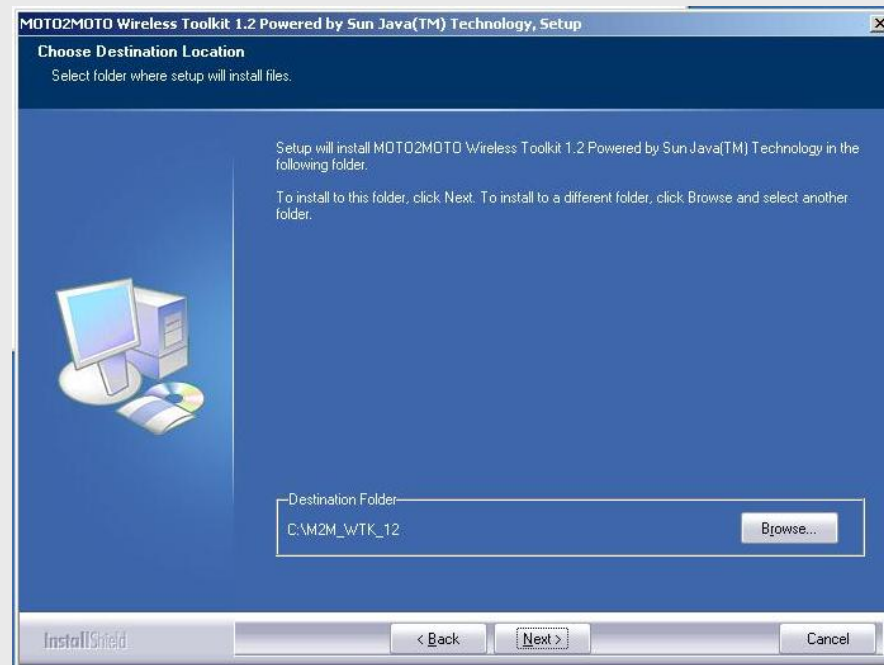 MOTO2MOTO Wireless Toolkit 1.2 Powered by Sun Java(TM) Technology, Setup
Choose Destination Location
Select folder where setup will install files.
Setup will install MOTO2MOTO Wireless Toolkit 1.2 Powered by Sun Java(TM) Technology in the
following folder.
To install to this folder, click Next. To install to a different folder, click Browse and select another
folder.
Destination Folder
C:\M2M_WTK_12
Browse...
InstallShield
< Back
Next >
Cancel